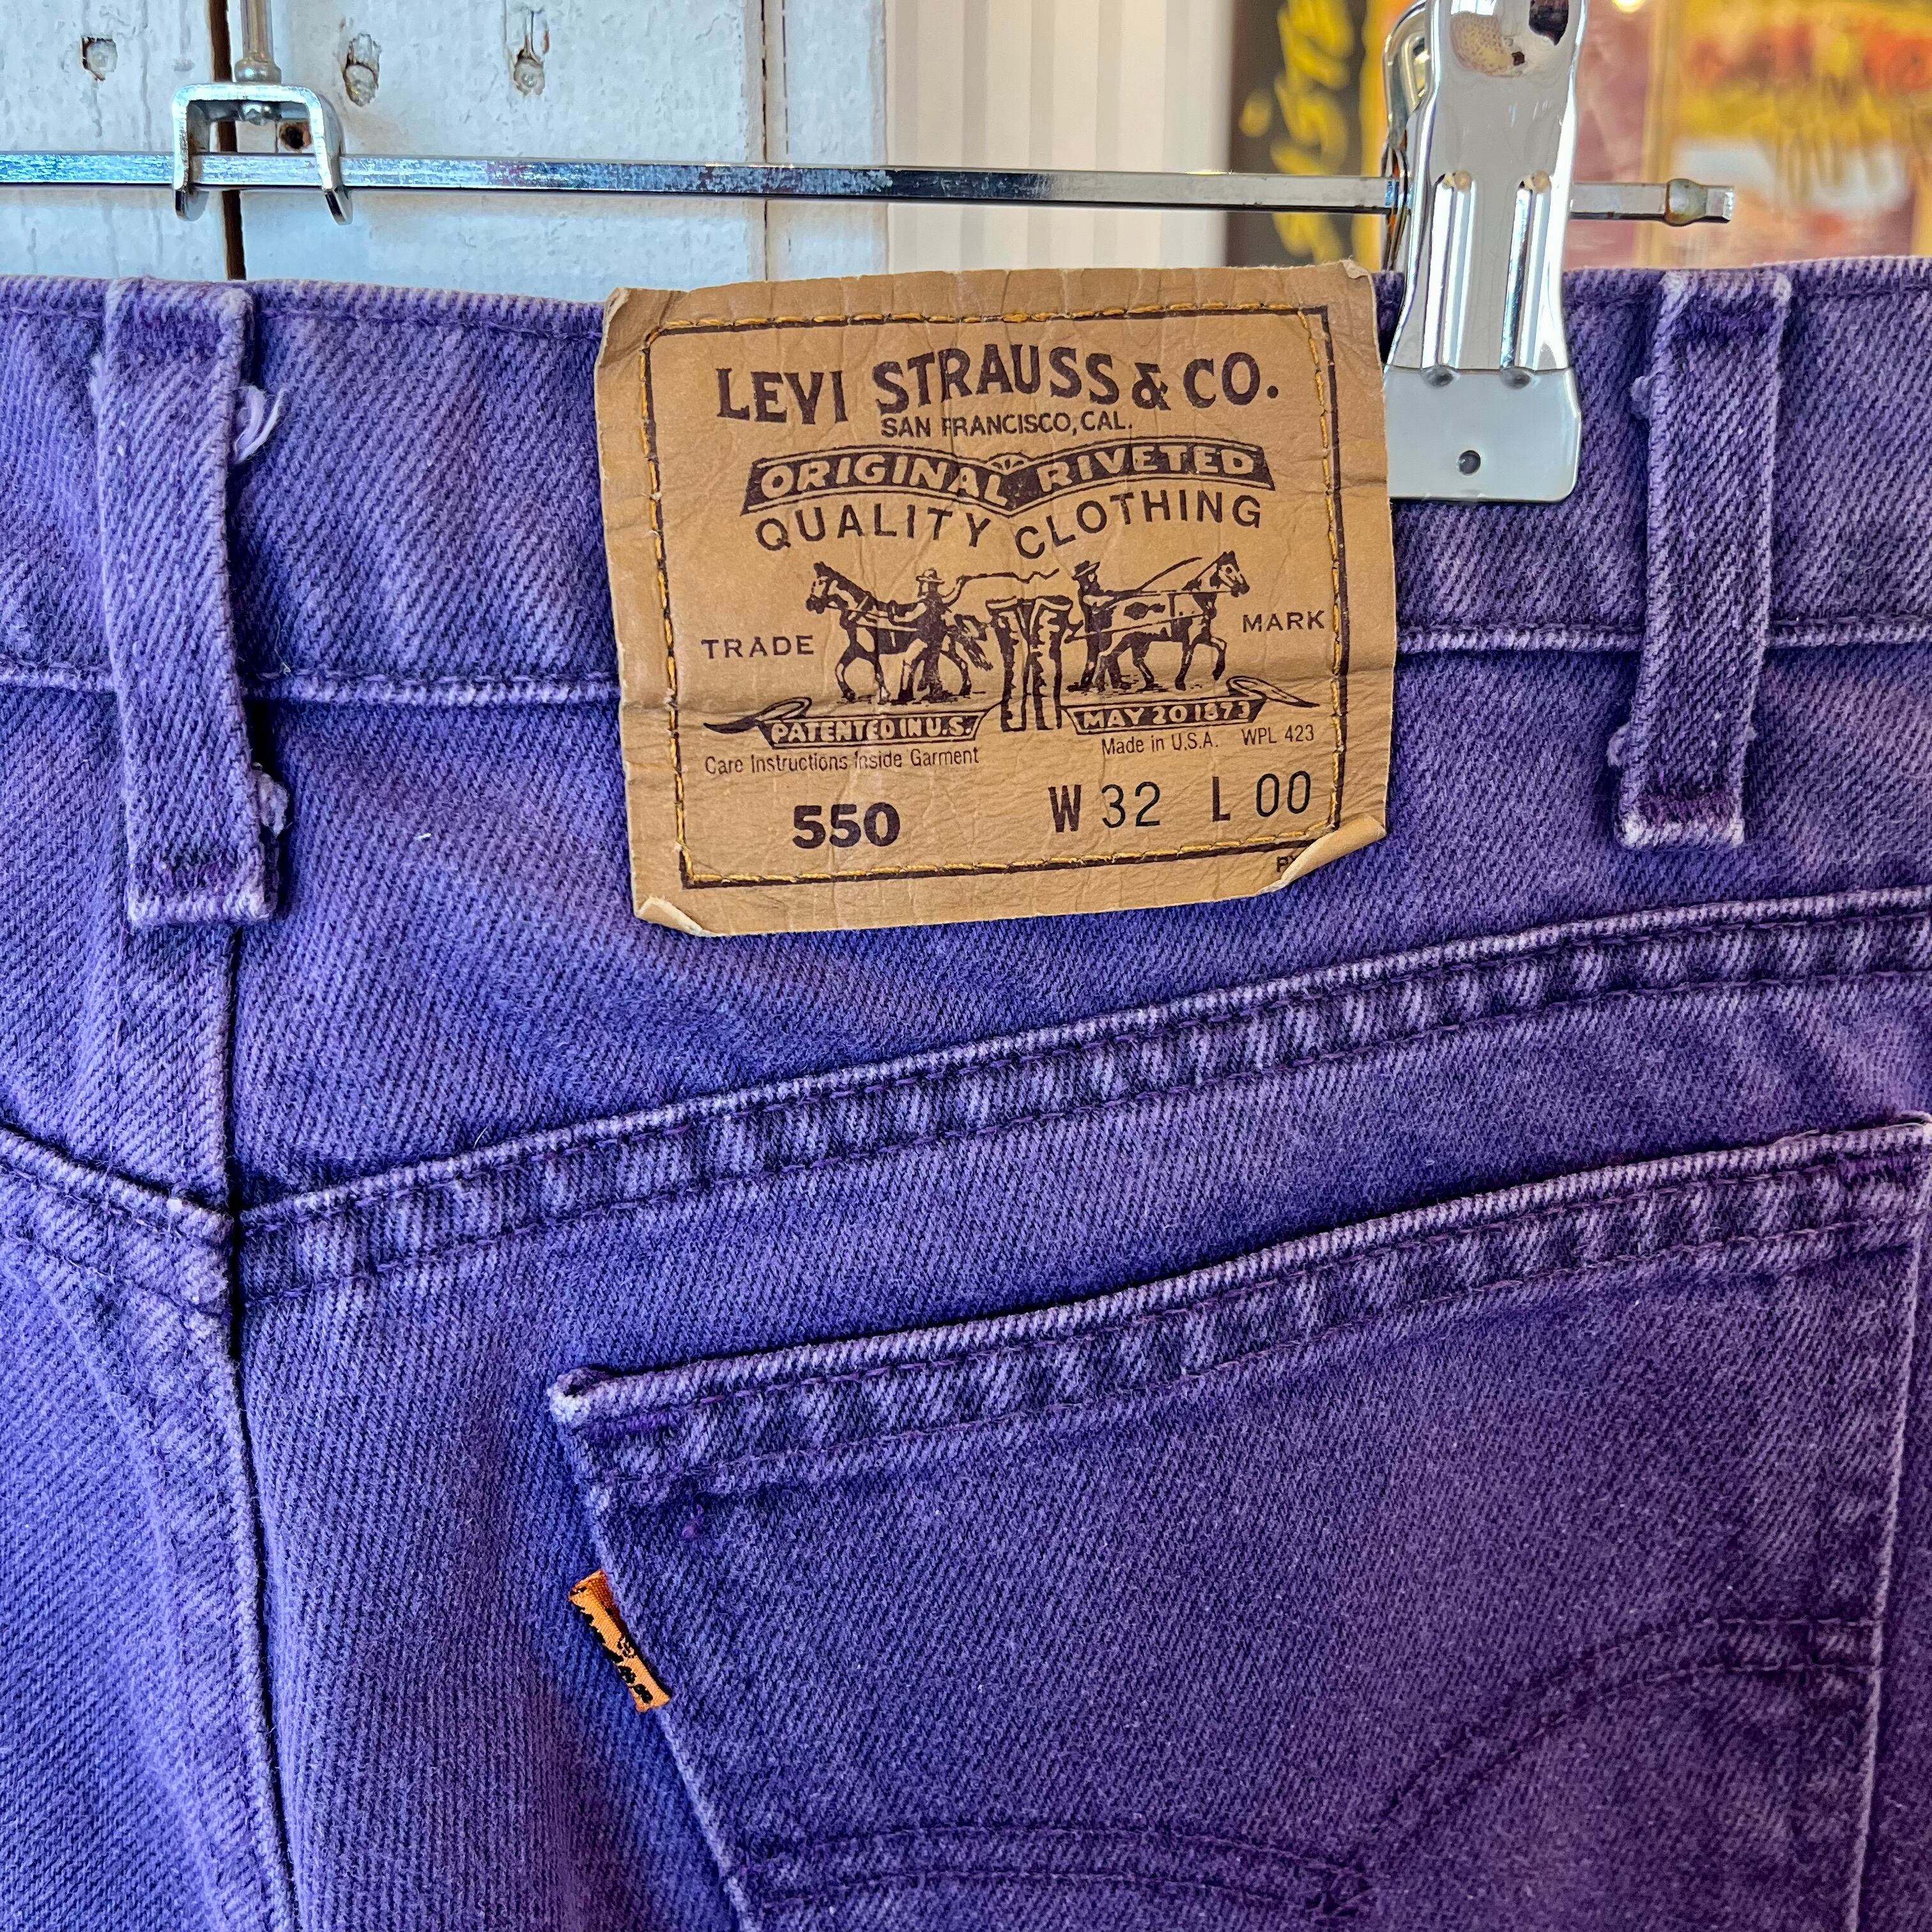 LEVI STRAUSS & CO.
SAN FRANCISCO, CAL.
ORIGINAL RIVETED
QUALITY CLOTHING
TRADE MARK
PATENTED IN U.S. MAY 20 1873
Care Instructions Inside Garment Made in U.S.A. WPL 423
550 W 32 L 00